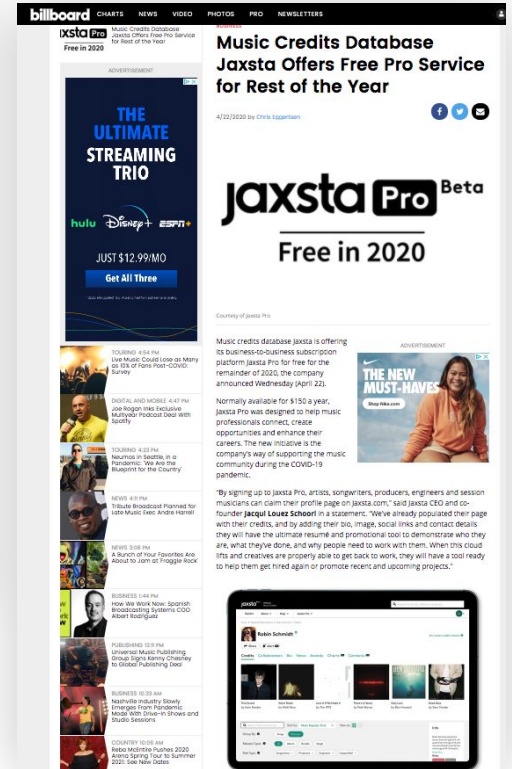 billboard CHARTS NEWS VIDEO PHOTOS PRO NEWSLETTERS
Music Credits Database
Jaxsta Offers Free Pro Service
for Rest of the Year
Free in 2020
ADVERTISEMENT
THE
ULTIMATE
STREAMING
TRIO
hulu Disney+ ESPN+
JUST $12.99/MO
Get All Three
TOURING 4:54 PM
Live Music Could Lose as Many
as 10% of Fans Post-COVID:
Survey
DIGITAL AND MOBILE 4:47 PM
Joe Rogan Inks Exclusive
Multiyear Podcast Deal With
Spotify
TOURING 4:23 PM
Neumos in Seattle, in a
Pandemic: 'We Are the
Blueprint for the Country'
NEWS 4:11 PM
Tribute Broadcast Planned for
Late Music Exec Andre Harrell
NEWS 3:08 PM
A Bunch of Your Favorites Are
About to Jam at 'Fraggle Rock'
BUSINESS 1:44 PM
How We Work Now: Spanish
Broadcasting Systems COO
Albert Rodriguez
PUBLISHING 12:11 PM
Universal Music Publishing
Group Signs Kenny Chesney
to Global Publishing Deal
BUSINESS 10:33 AM
Nashville Industry Slowly
Emerges From Pandemic
Mode With Drive-In Shows and
Studio Sessions
COUNTRY 10:06 AM
Reba McEntire Pushes 2020
Arena Spring Tour to Summer
2021: See New Dates
BUSINESS
Music Credits Database
Jaxsta Offers Free Pro Service
for Rest of the Year
4/22/2020 by Chris Eggertsen
jaxsta Pro Beta
Free in 2020
Courtesy of Jaxsta Pro
Music credits database Jaxsta is offering
its business-to-business subscription
platform Jaxsta Pro for free for the
remainder of 2020, the company
announced Wednesday (April 22).
Normally available for $150 a year,
Jaxsta Pro was designed to help music
professionals connect, create
opportunities and enhance their
careers. The new initiative is the
company's way of supporting the music
community during the COVID-19
pandemic.
ADVERTISEMENT
THE NEW
MUST-HAVES
Shop Nike.com
"By signing up to Jaxsta Pro, artists, songwriters, producers, engineers and session
musicians can claim their profile page on jaxsta.com," said Jaxsta CEO and co-
founder Jacqui Louez Schoorl in a statement. "We've already populated their page
with their credits, and by adding their bio, image, social links and contact details
they will have the ultimate resumé and promotional tool to demonstrate who they
are, what they've done, and why people need to work with them. When this cloud
lifts and creatives are properly able to get back to work, they will have a tool ready
to help them get hired again or promote recent and upcoming projects."
jaxsta
Robin Schmidt
Credits Collaborators Bio News Awards Charts Contacts